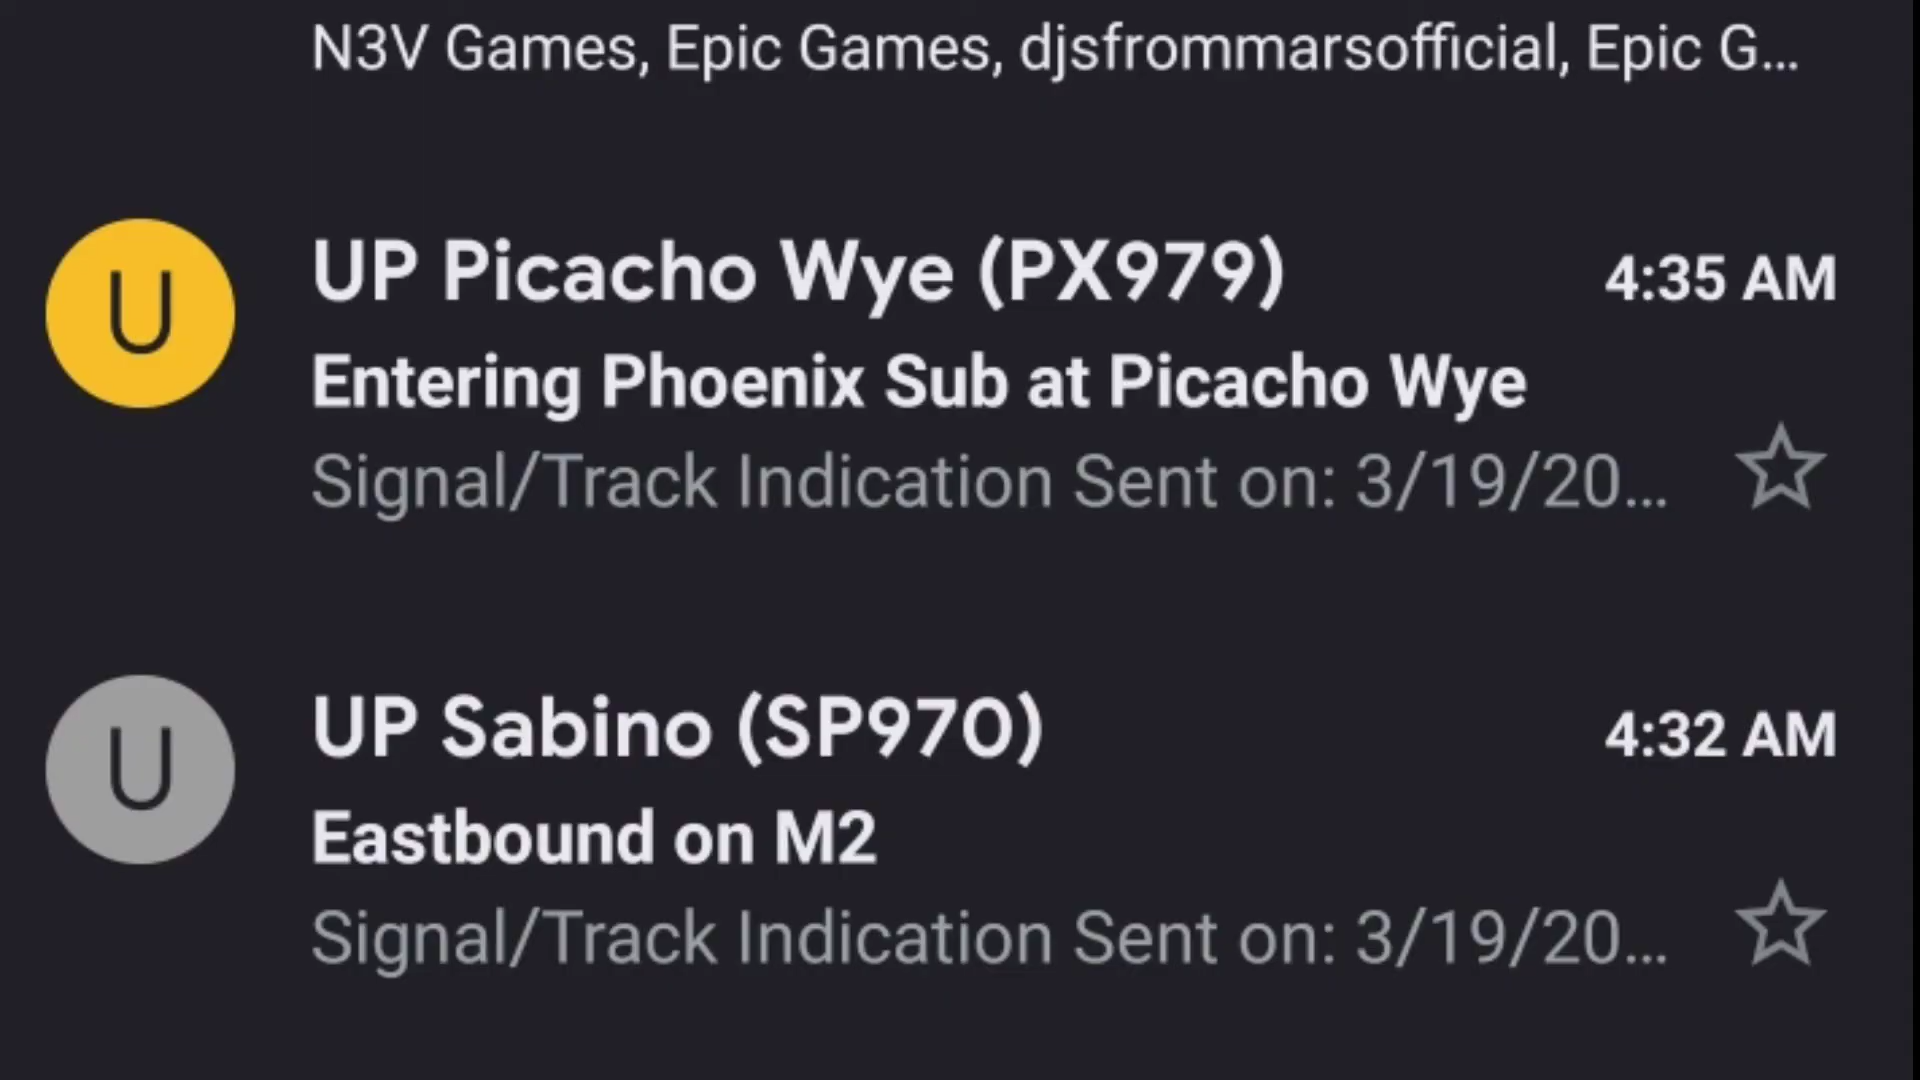 N3V Games, Epic Games, djsfrommarsofficial, Epic G...
U
UP Picacho Wye (PX979)
4:35 AM
Entering Phoenix Sub at Picacho Wye
Signal/Track Indication Sent on: 3/19/20...
U
UP Sabino (SP970)
4:32 AM
Eastbound on M2
Signal/Track Indication Sent on: 3/19/20...